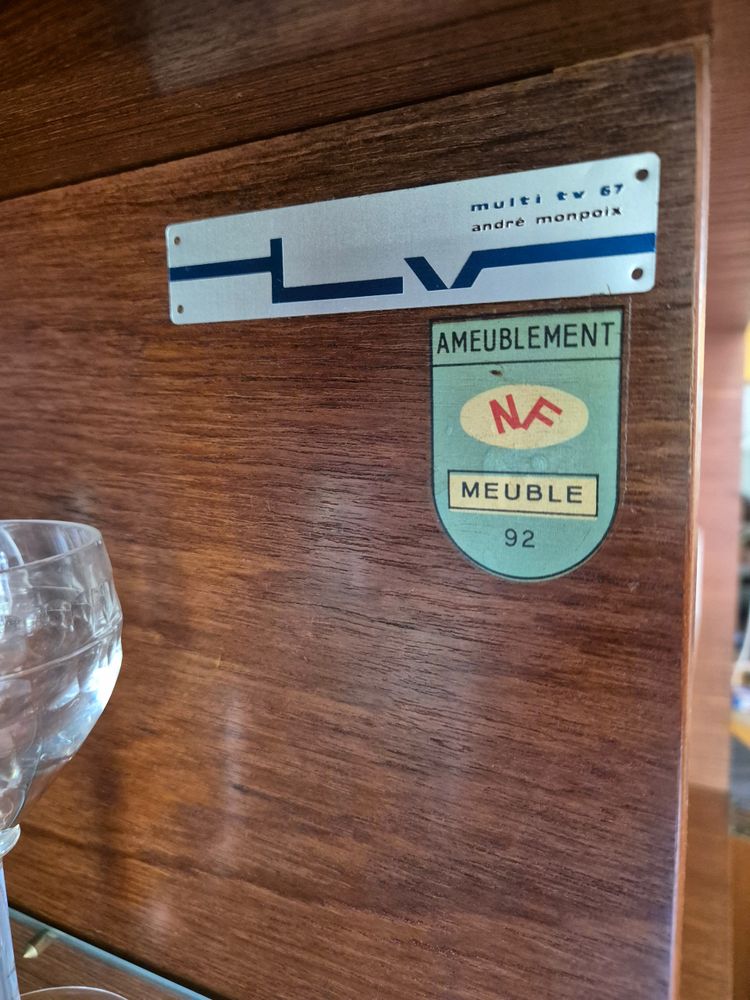 multi tv 67
andré monpoix
LV
AMEUBLEMENT
NF
MEUBLE
92